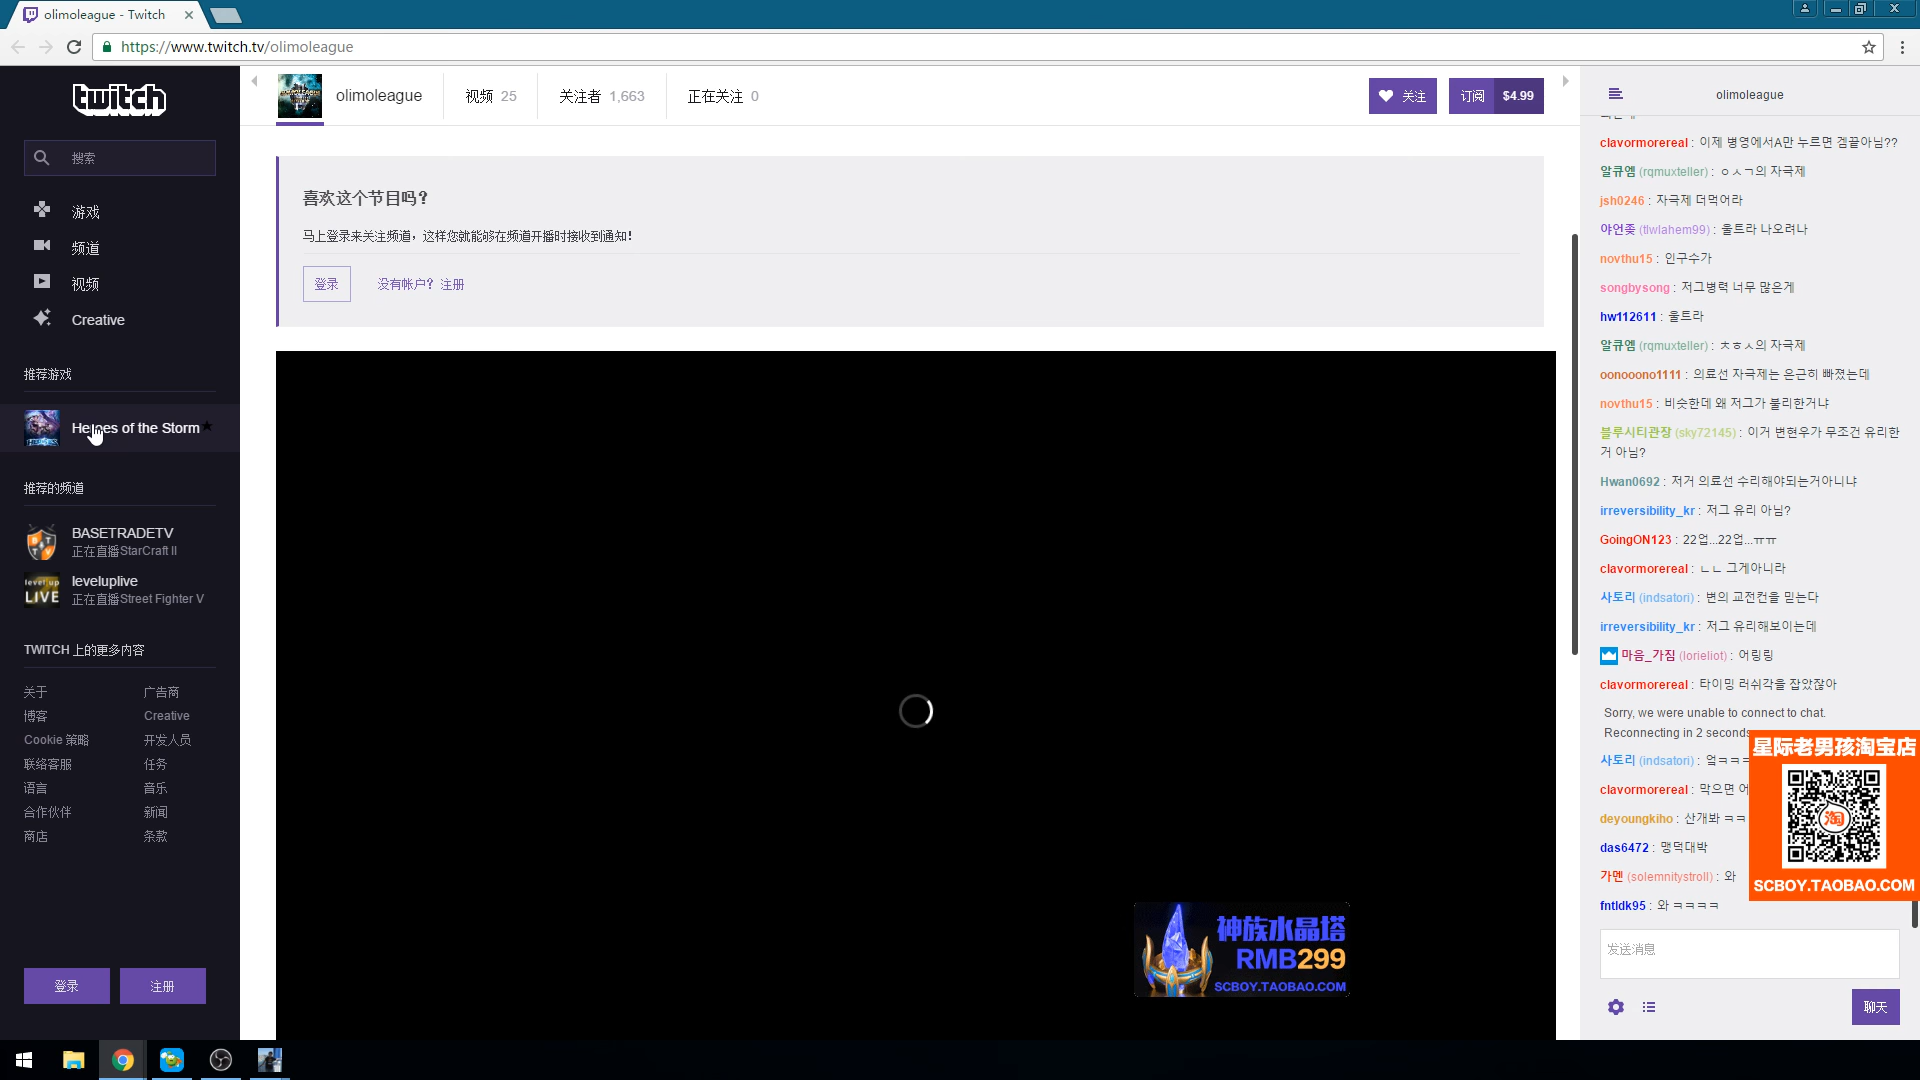 olimoleague - Twitch
https://www.twitch.tv/olimoleague
twitch
搜索
游戏
频道
视频
Creative
推荐游戏
Heroes of the Storm
推荐的频道
BASETRADETV
正在直播StarCraft II
leveluplive
正在直播Street Fighter V
TWITCH 上的更多内容
关于 广告商
博客 Creative
Cookie 策略 开发人员
联络客服 任务
语言 音乐
合作伙伴 新闻
商店 条款
登录 注册
olimoleague 视频 25 关注者 1,663 正在关注 0
关注 订阅 $4.99
喜欢这个节目吗？
马上登录来关注频道，这样您就能够在频道开播时接收到通知!
登录 没有帐户？ 注册
神族水晶塔
RMB299
SCBOY.TAOBAO.COM
olimoleague
clavormorereal : 이제 병영에서A만 누르면 겜끝아님??
알큐엠 (rqmuxteller) : ㅇㅅㄱ의 자극제
jsh0246 : 자극제 더먹어라
야언좆 (tlwlahem99) : 울트라 나오려나
novthu15 : 인구수가
songbysong : 저그병력 너무 많은게
hw112611 : 울트라
알큐엠 (rqmuxteller) : ㅊㅎㅅ의 자극제
oonooono1111 : 의료선 자극제는 은근히 빠졌는데
novthu15 : 비슷한데 왜 저그가 불리한거냐
블루시티관장 (sky72145) : 이거 변현우가 무조건 유리한
거 아님?
Hwan0692 : 저거 의료선 수리해야되는거아니냐
irreversibility_kr : 저그 유리 아님?
GoingON123 : 22업...22업...ㅠㅠ
clavormorereal : ㄴㄴ 그게아니라
사토리 (indsatori) : 변의 교전컨을 믿는다
irreversibility_kr : 저그 유리해보이는데
마음_가짐 (lorieliot) : 어링링
clavormorereal : 타이밍 러쉬각을 잡았잖아
Sorry, we were unable to connect to chat.
Reconnecting in 2 seconds
사토리 (indsatori) : 엌ㅋㅋㅋ
clavormorereal : 막으면 어
deyoungkiho : 산개봐 ㅋㅋ
das6472 : 맹덕대박
가멘 (solemnitystroll) : 와
fntldk95 : 와 ㅋㅋㅋㅋ
星际老男孩淘宝店
淘
SCBOY.TAOBAO.COM
发送消息
聊天